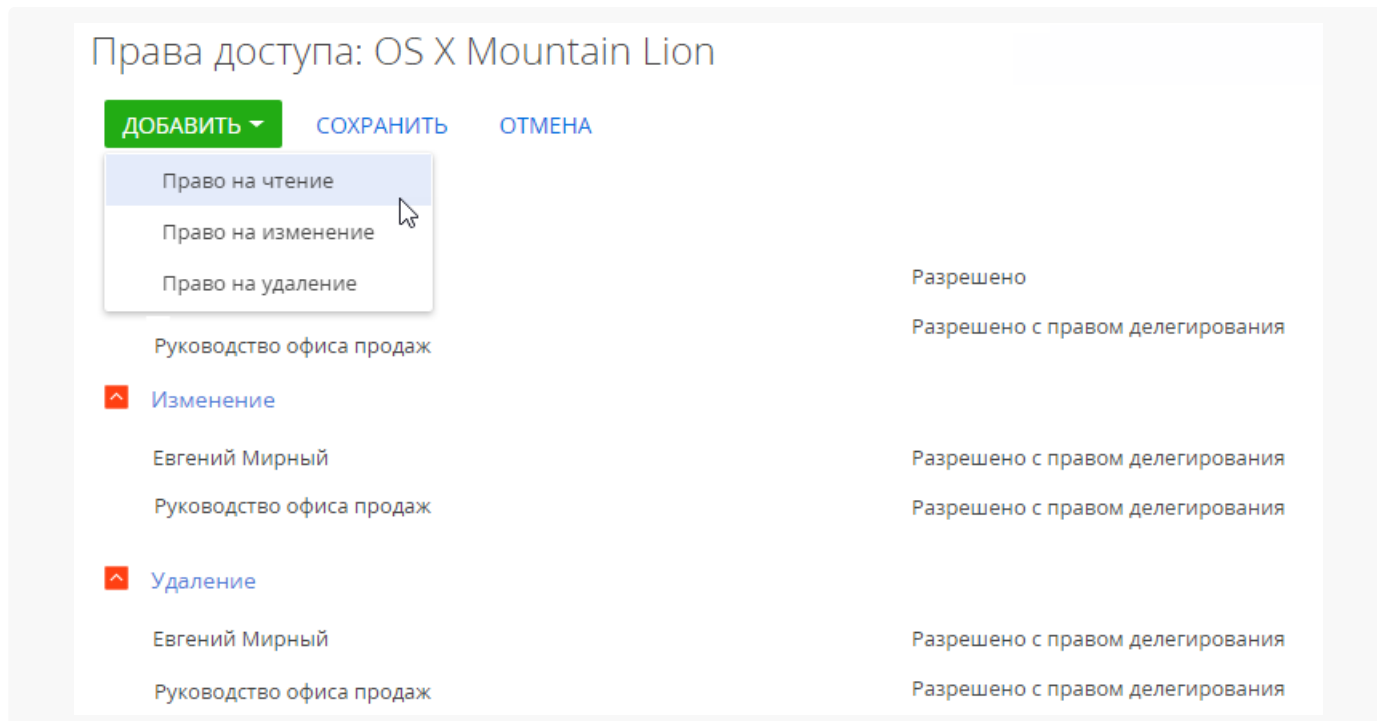 Права доступа: OS X Mountain Lion
ДОБАВИТЬ СОХРАНИТЬ ОТМЕНА
Право на чтение
Право на изменение
Право на удаление
Разрешено
Руководство офиса продаж Разрешено с правом делегирования
Изменение
Евгений Мирный Разрешено с правом делегирования
Руководство офиса продаж Разрешено с правом делегирования
Удаление
Евгений Мирный Разрешено с правом делегирования
Руководство офиса продаж Разрешено с правом делегирования